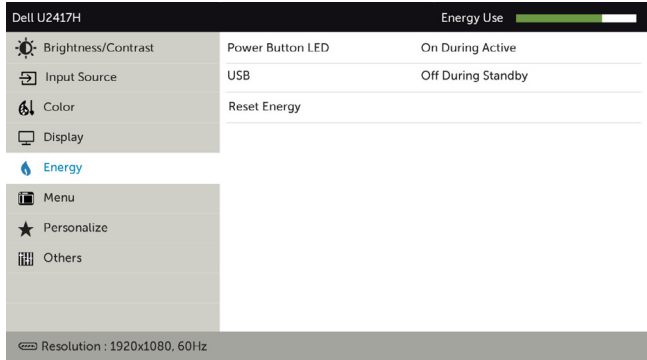 Dell U2417H Energy Use
Brightness/Contrast Power Button LED On During Active
Input Source USB Off During Standby
Color Reset Energy
Display
Energy
Menu
Personalize
Others
Resolution : 1920x1080, 60Hz